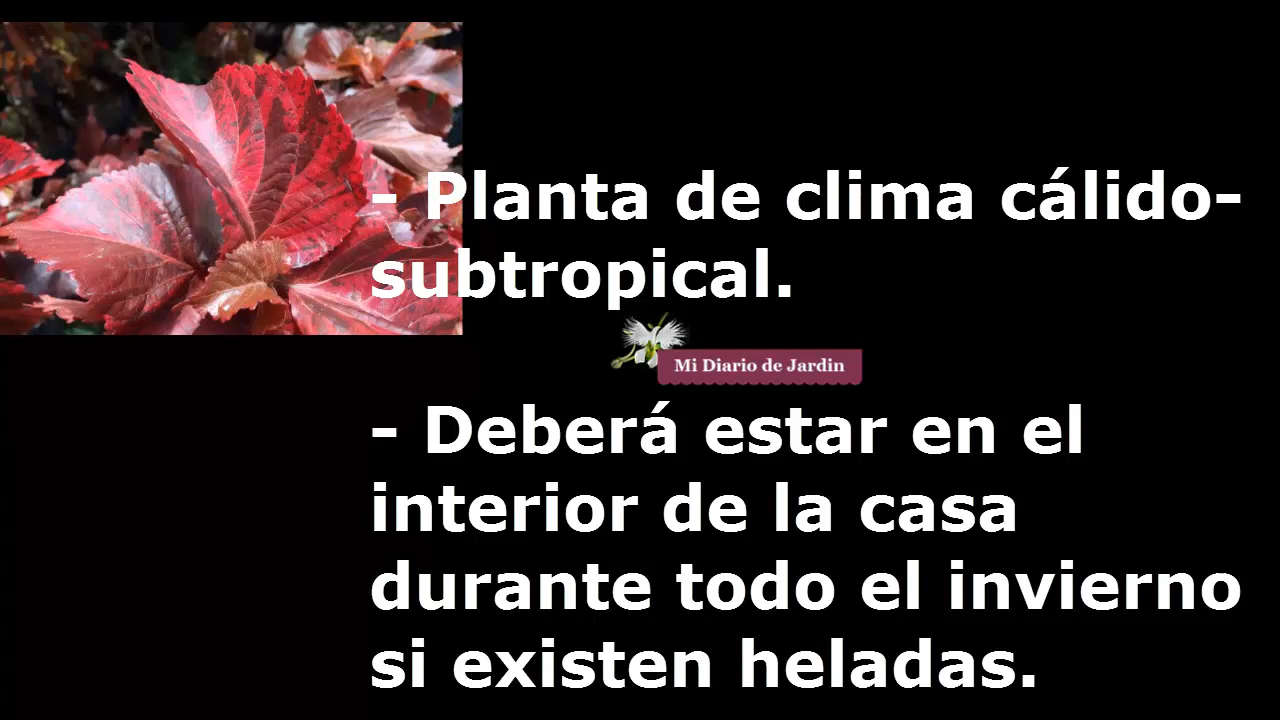 - Planta de clima cálido-
subtropical.
Mi Diario de Jardin
- Deberá estar en el
interior de la casa
durante todo el invierno
si existen heladas.